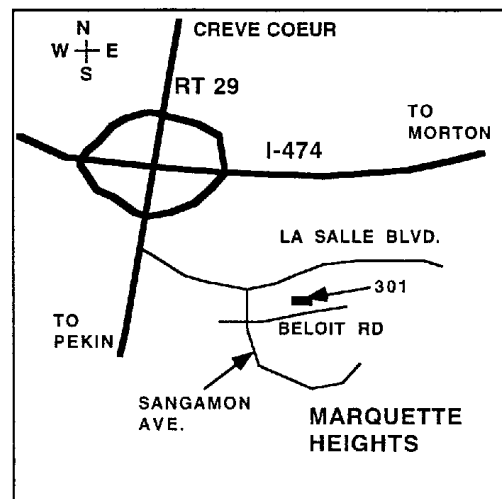 N
W E
S
CREVE COEUR
RT 29
TO
MORTON
I-474
LA SALLE BLVD.
301
TO
PEKIN
BELOIT RD
SANGAMON
AVE.
MARQUETTE
HEIGHTS